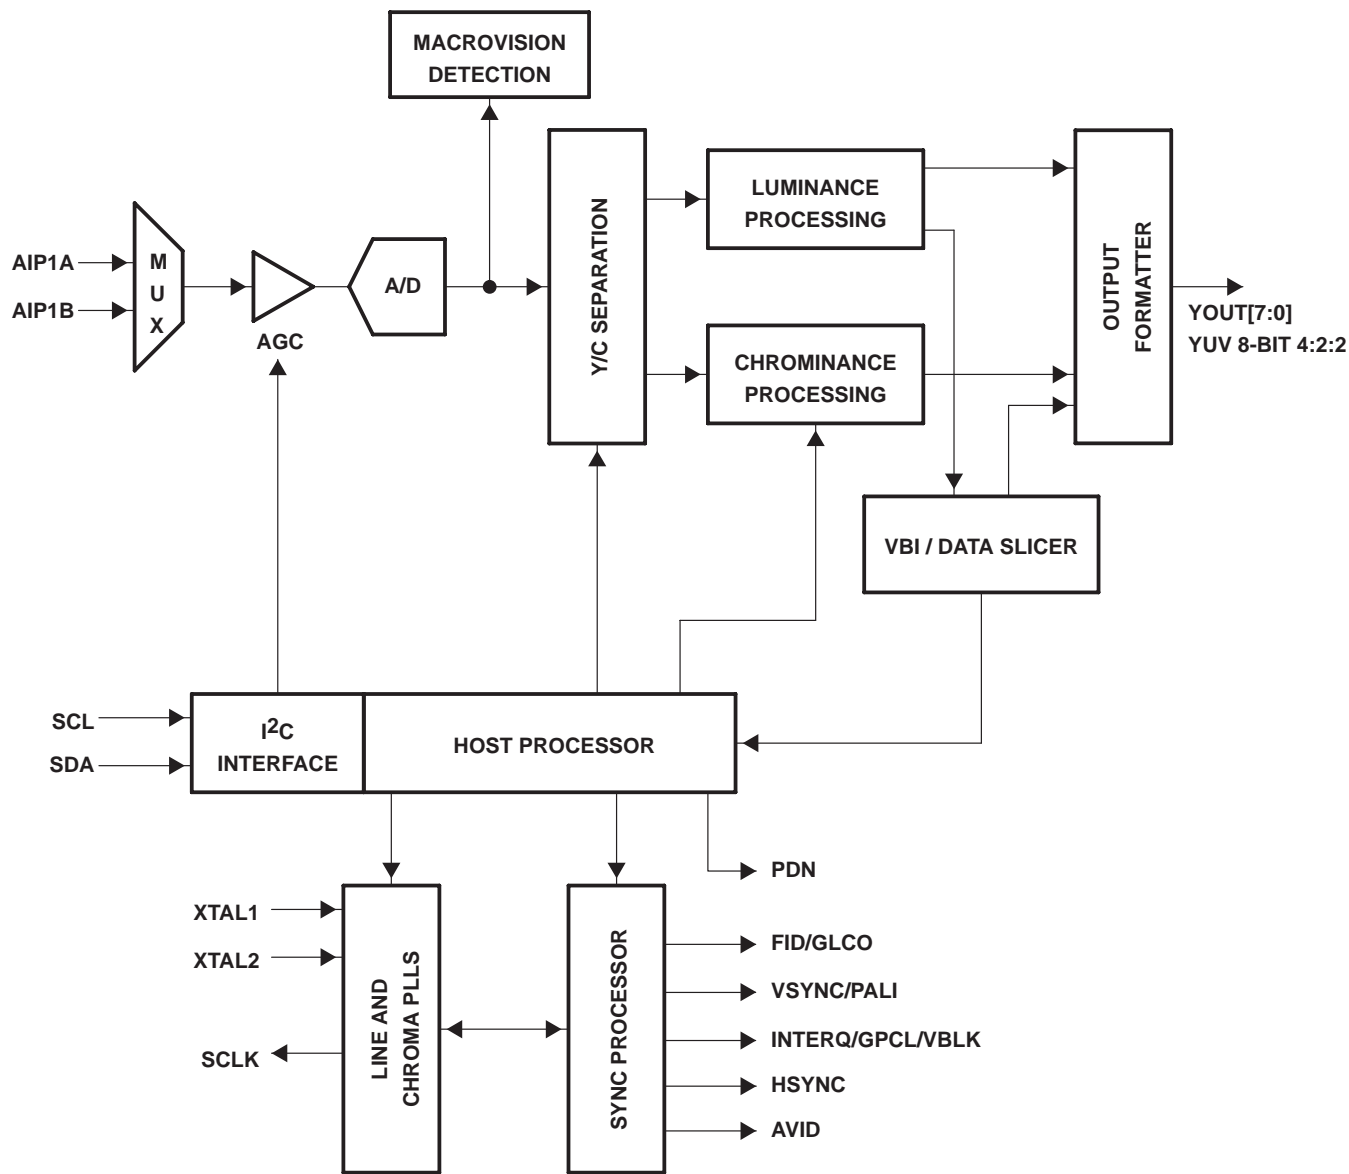 MACROVISION
DETECTION
LUMINANCE
PROCESSING
Y/C SEPARATION
OUTPUT
FORMATTER
AIP1A
AIP1B
M
U
X
A/D
AGC
YOUT[7:0]
YUV 8-BIT 4:2:2
CHROMINANCE
PROCESSING
VBI / DATA SLICER
SCL
SDA
I²C
INTERFACE
HOST PROCESSOR
PDN
XTAL1
XTAL2
SCLK
LINE AND
CHROMA PLLS
SYNC PROCESSOR
FID/GLCO
VSYNC/PALI
INTERQ/GPCL/VBLK
HSYNC
AVID